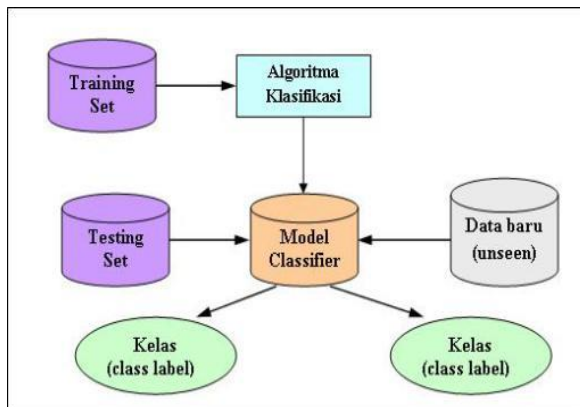 Training
Set
Algoritma
Klasifikasi
Testing
Set
Model
Classifier
Data baru
(unseen)
Kelas
(class label)
Kelas
(class label)